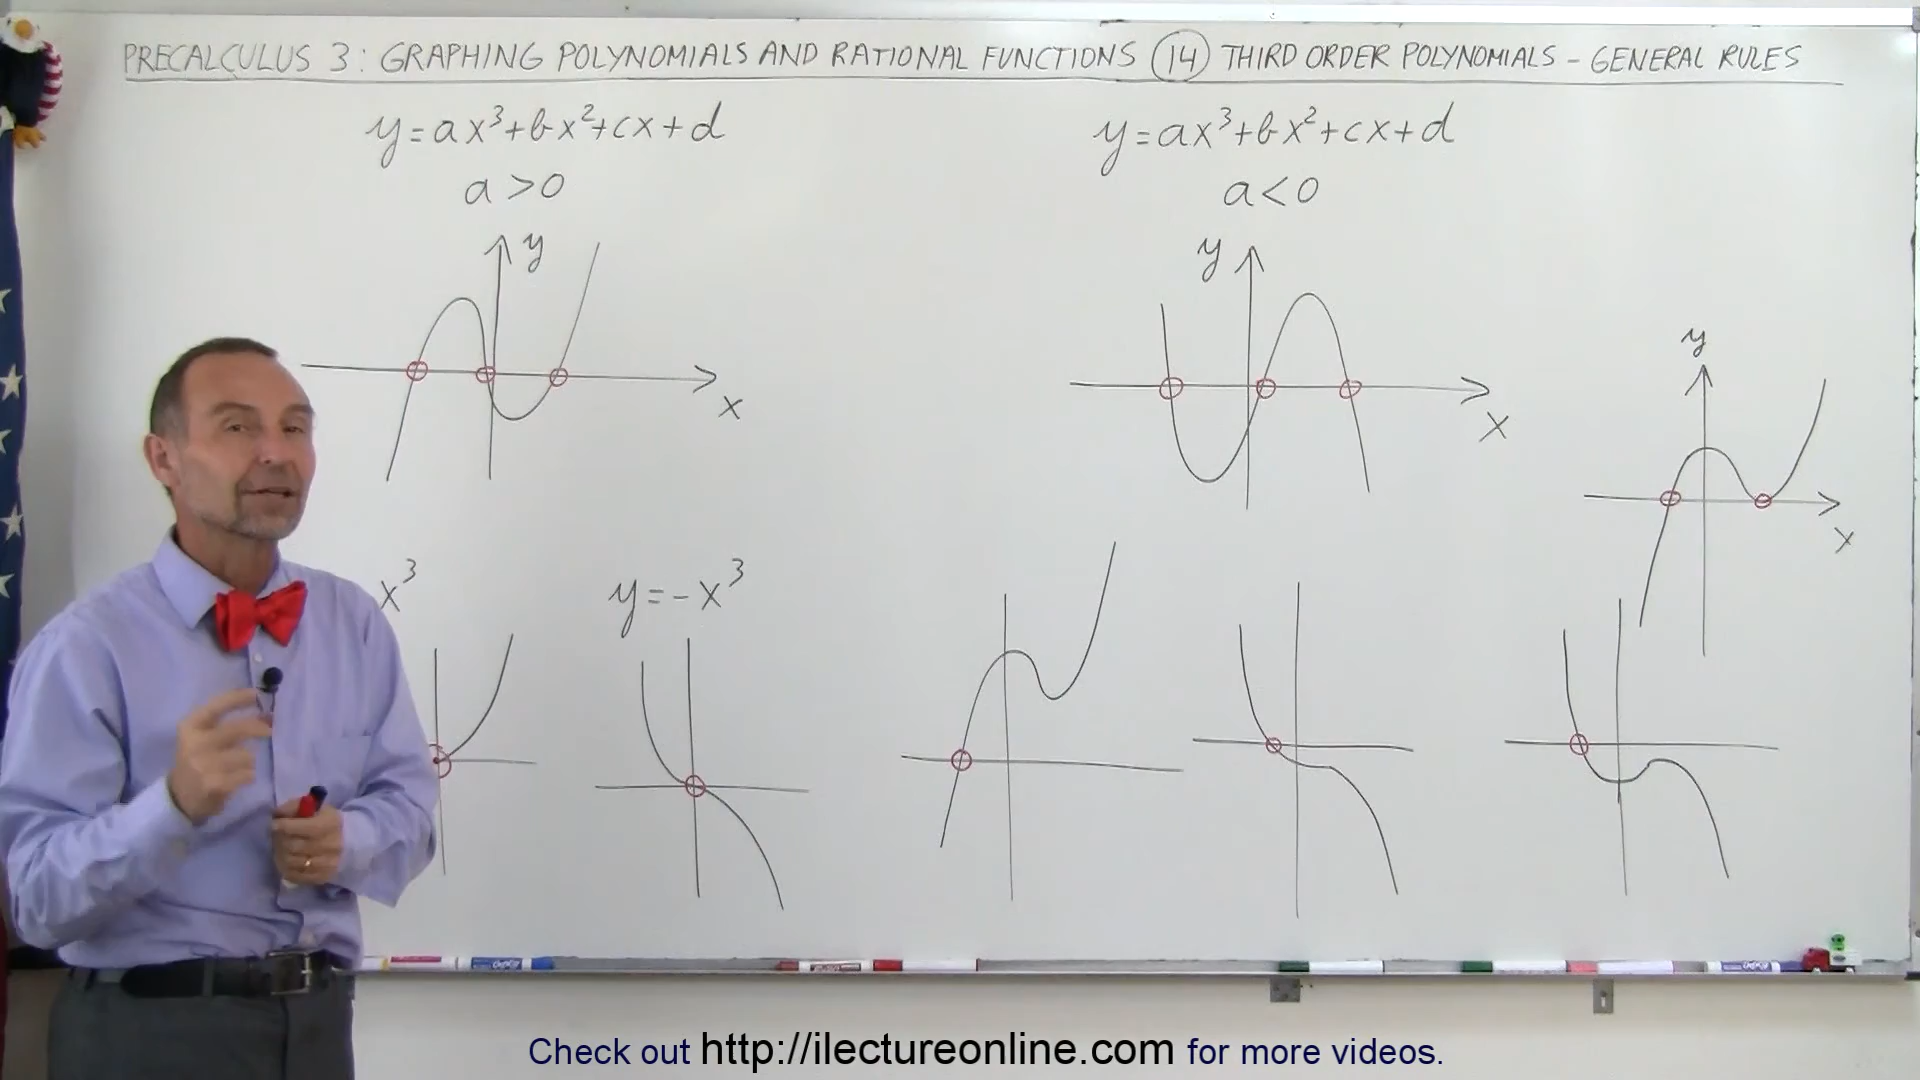 PRECALCULUS 3: GRAPHING POLYNOMIALS AND RATIONAL FUNCTIONS 14 THIRD ORDER POLYNOMIALS - GENERAL RULES
y=ax³+bx²+cx+d
a>0
y
x
y=ax³+bx²+cx+d
a<0
y
x
y
x
x³
y=-x³
Check out http://ilectureonline.com for more videos.